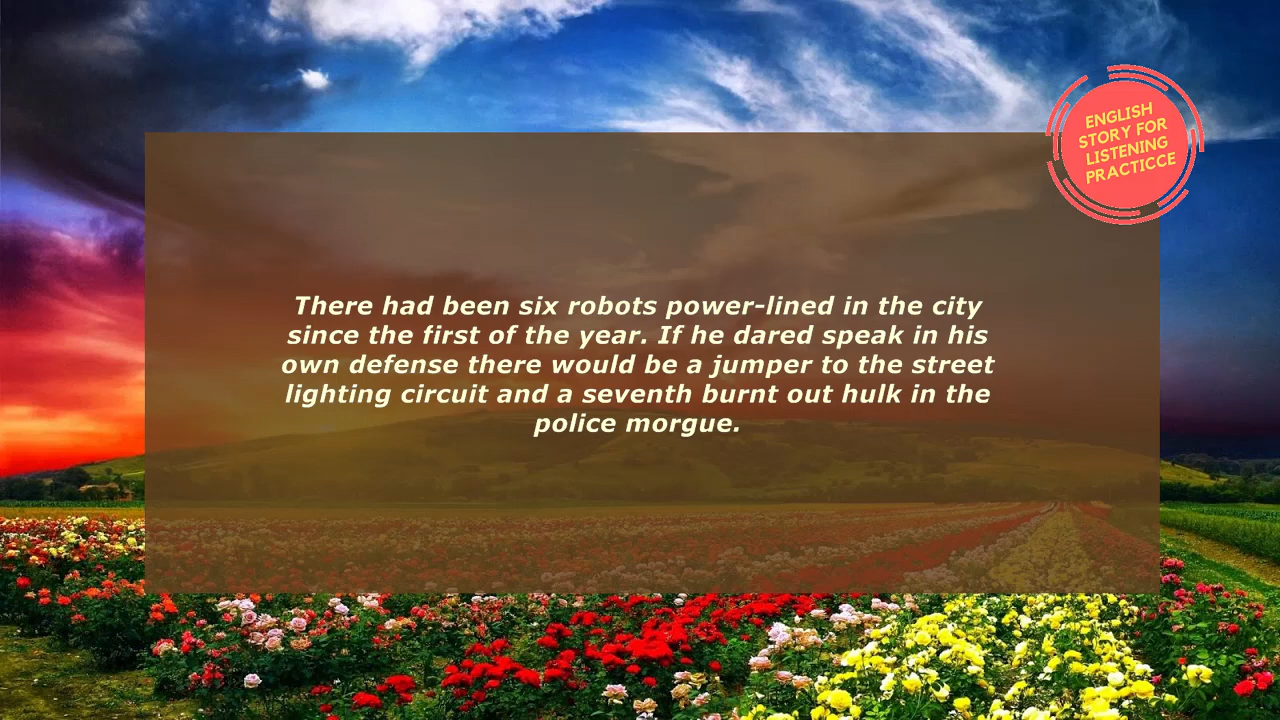 ENGLISH
STORY FOR
LISTENING
PRACTICCE
There had been six robots power-lined in the city
since the first of the year. If he dared speak in his
own defense there would be a jumper to the street
lighting circuit and a seventh burnt out hulk in the
police morgue.